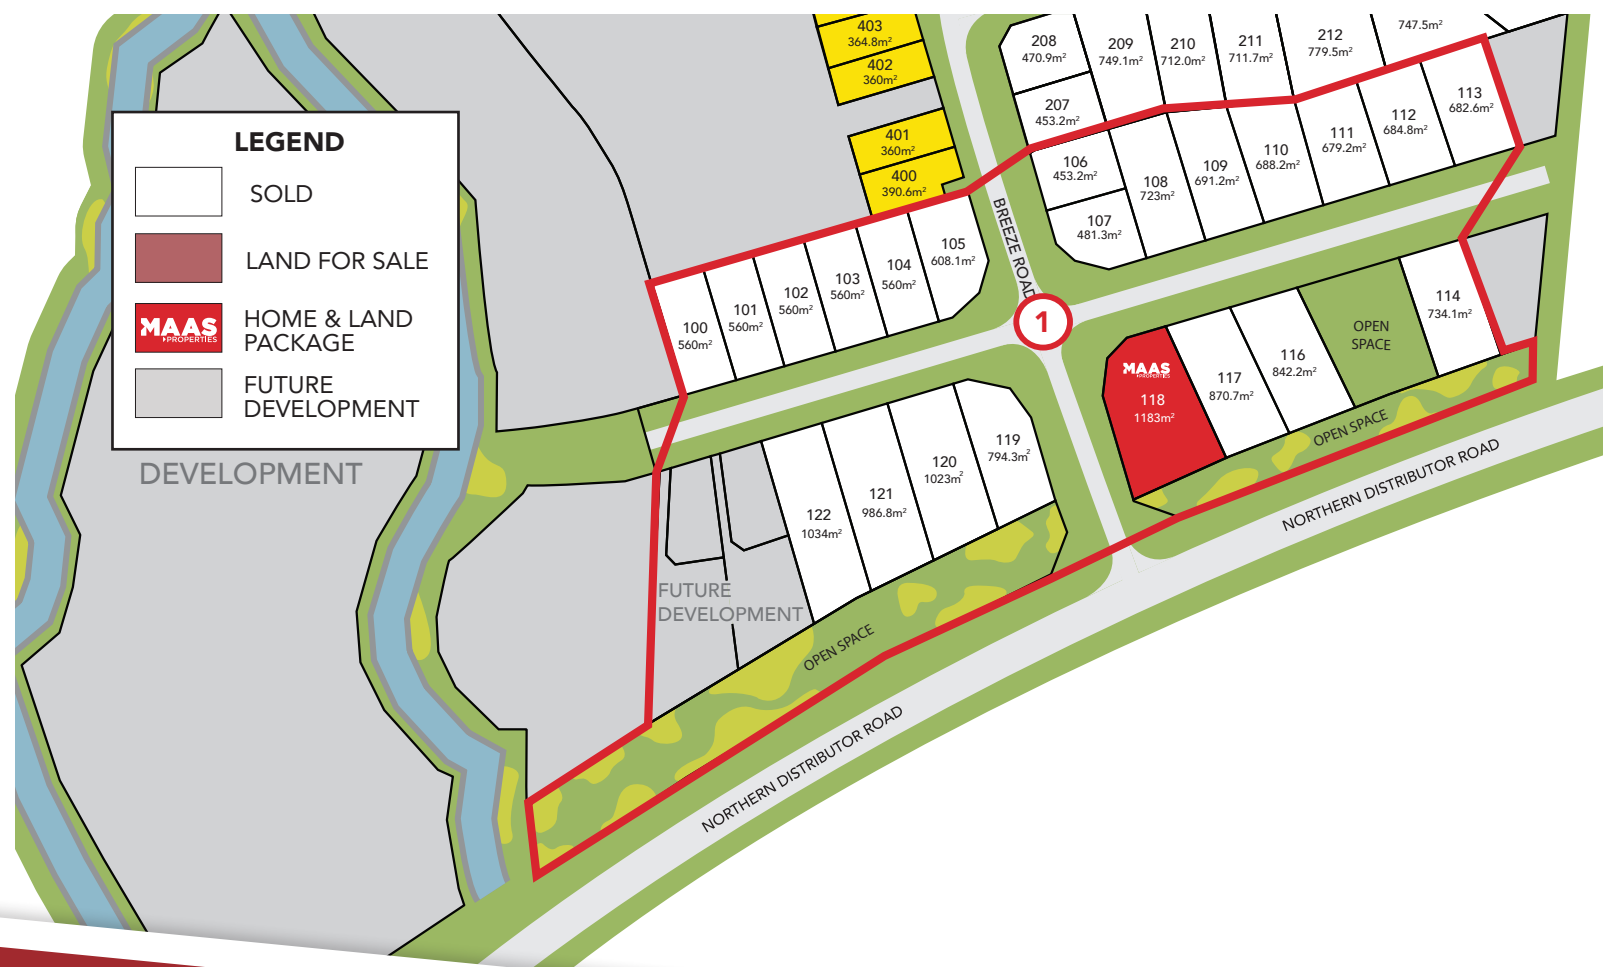 LEGEND
SOLD
LAND FOR SALE
MAAS
PROPERTIES
HOME & LAND
PACKAGE
FUTURE
DEVELOPMENT
DEVELOPMENT
403
364.8m²
402
360m²
401
360m²
400
390.6m²
208
470.9m²
209
749.1m²
210
712.0m²
211
711.7m²
212
779.5m²
747.5m²
207
453.2m²
106
453.2m²
107
481.3m²
108
723m²
109
691.2m²
110
688.2m²
111
679.2m²
112
684.8m²
113
682.6m²
BREEZE ROAD
100
560m²
101
560m²
102
560m²
103
560m²
104
560m²
105
608.1m²
1
114
734.1m²
OPEN
SPACE
116
842.2m²
117
870.7m²
MAAS
PROPERTIES
118
1183m²
OPEN SPACE
NORTHERN DISTRIBUTOR ROAD
119
794.3m²
120
1023m²
121
986.8m²
122
1034m²
FUTURE
DEVELOPMENT
OPEN SPACE
NORTHERN DISTRIBUTOR ROAD